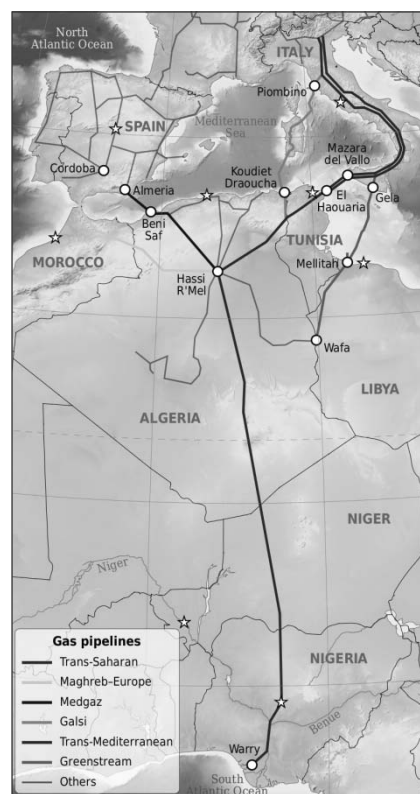 North
Atlantic Ocean
ITALY
Piombino
Mediterranean
Sea
SPAIN
Cordoba
Mazara
del Vallo
Koudiet
Draoucha
Almeria
El
Haouaria
Gela
Beni
Saf
TUNISIA
MOROCCO
Mellitah
Hassi
R'Mel
Wafa
LIBYA
ALGERIA
NIGER
Niger
Gas pipelines
Trans-Saharan
Maghreb-Europe
Medgaz
Galsi
Trans-Mediterranean
Greenstream
Others
NIGERIA
Benue
Warry
South
Atlantic Ocean